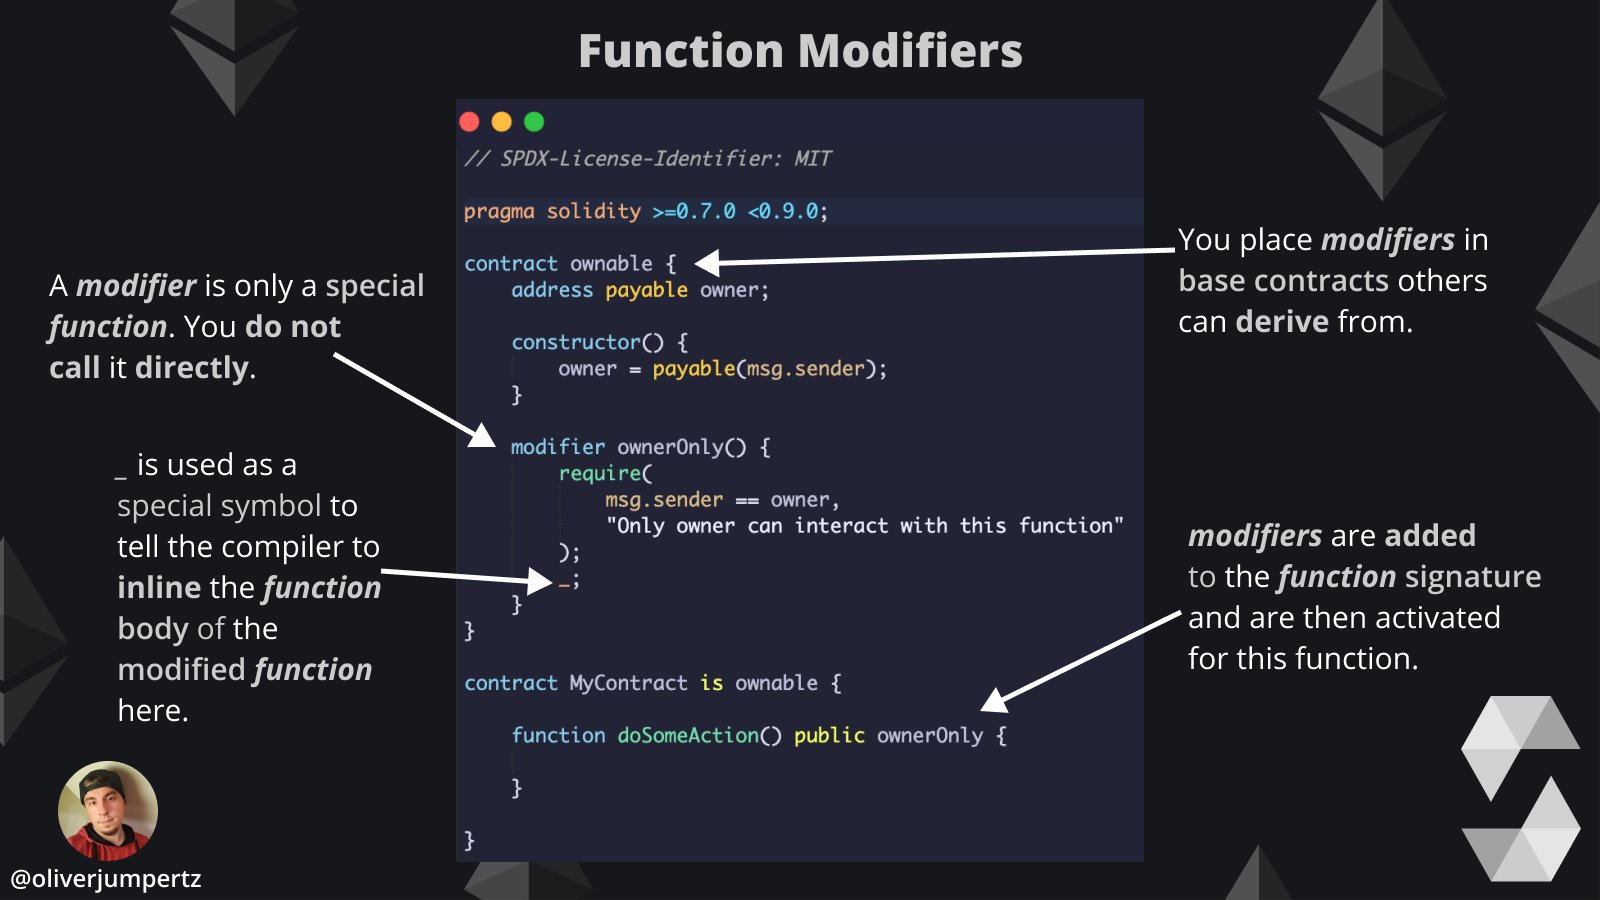 Function Modifiers
// SPDX-License-Identifier: MIT
pragma solidity >=0.7.0 <0.9.0;
contract ownable {
address payable owner;
constructor() {
owner = payable(msg.sender);
}
modifier ownerOnly() {
require(
msg.sender == owner,
"Only owner can interact with this function"
);
_;
}
}
contract MyContract is ownable {
function doSomeAction() public ownerOnly {
}
}
A modifier is only a special
function. You do not
call it directly.
_ is used as a
special symbol to
tell the compiler to
inline the function
body of the
modified function
here.
You place modifiers in
base contracts others
can derive from.
modifiers are added
to the function signature
and are then activated
for this function.
@oliverjumpertz